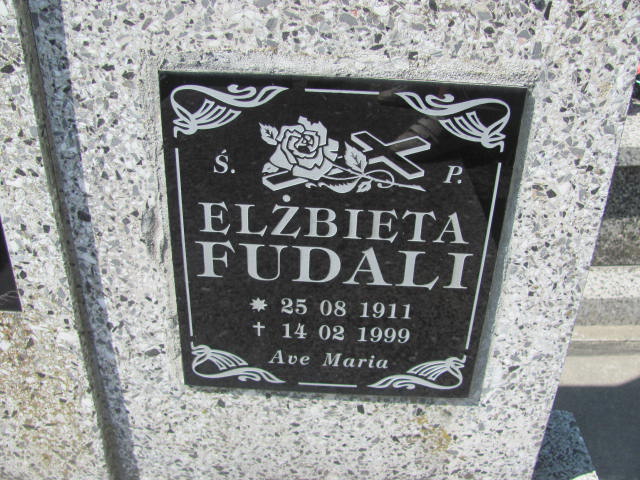 Ś. P.
ELŻBIETA
FUDALI
✷ 25 08 1911
✝ 14 02 1999
Ave Maria